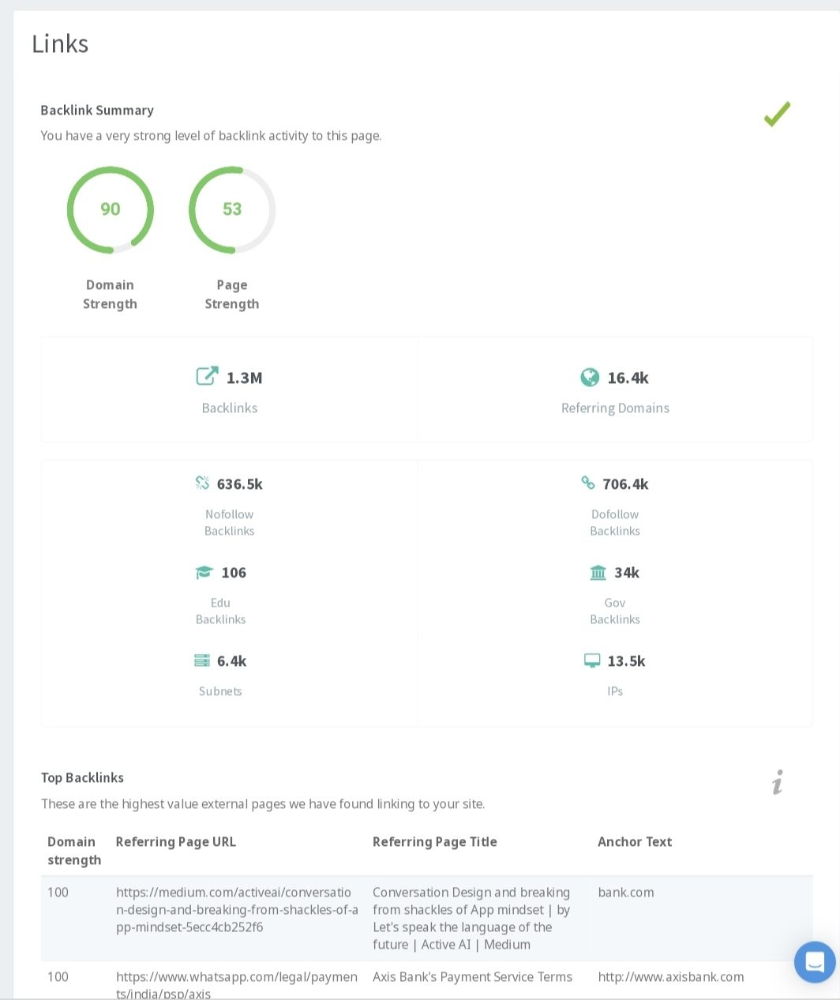 Links
Backlink Summary
You have a very strong level of backlink activity to this page.
90
53
Domain
Strength
Page
Strength
1.3M
Backlinks
16.4k
Referring Domains
636.5k
Nofollow
Backlinks
706.4k
Dofollow
Backlinks
106
Edu
Backlinks
34k
Gov
Backlinks
6.4k
Subnets
13.5k
IPs
Top Backlinks
These are the highest value external pages we have found linking to your site.
Domain
strength
Referring Page URL
Referring Page Title
Anchor Text
100
https://medium.com/activeai/conversatio
n-design-and-breaking-from-shackles-of-a
pp-mindset-5ecc4cb252f6
Conversation Design and breaking
from shackles of App mindset | by
Let's speak the language of the
future | Active AI | Medium
bank.com
100
https://www.whatsapp.com/legal/paymen
ts/india/psp/axis
Axis Bank's Payment Service Terms
http://www.axisbank.com